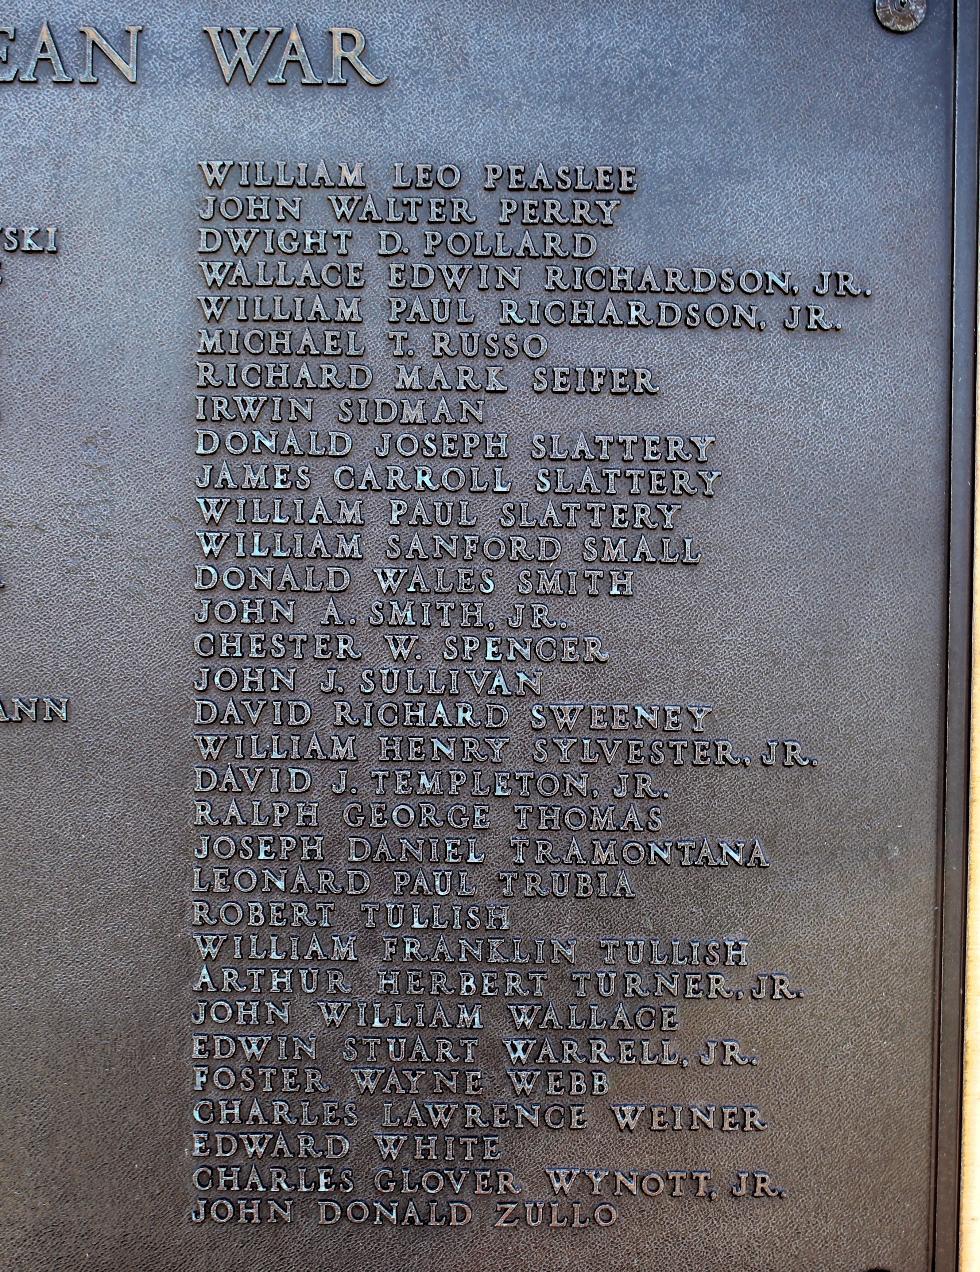 EAN WAR
WILLIAM LEO PEASLEE
JOHN WALTER PERRY
DWIGHT D. POLLARD
WALLACE EDWIN RICHARDSON, JR.
WILLIAM PAUL RICHARDSON, JR.
MICHAEL T. RUSSO
RICHARD MARK SEIFER
IRWIN SIDMAN
DONALD JOSEPH SLATTERY
JAMES CARROLL SLATTERY
WILLIAM PAUL SLATTERY
WILLIAM SANFORD SMALL
DONALD WALES SMITH
JOHN A. SMITH, JR.
CHESTER W. SPENCER
JOHN J. SULLIVAN
DAVID RICHARD SWEENEY
WILLIAM HENRY SYLVESTER, JR.
DAVID J. TEMPLETON, JR.
RALPH GEORGE THOMAS
JOSEPH DANIEL TRAMONTANA
LEONARD PAUL TRUBIA
ROBERT TULLISH
WILLIAM FRANKLIN TULLISH
ARTHUR HERBERT TURNER, JR.
JOHN WILLIAM WALLACE
EDWIN STUART WARRELL, JR.
FOSTER WAYNE WEBB
CHARLES LAWRENCE WEINER
EDWARD WHITE
CHARLES GLOVER WYNOTT, JR.
JOHN DONALD ZULLO
SKI
ANN